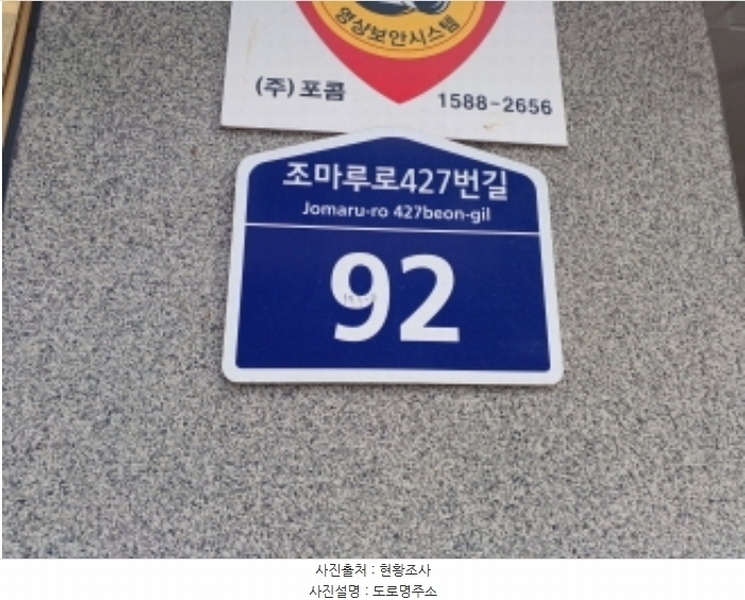 영상보안시스템
(주)포콤 1588-2656
조마루로427번길
Jomaru-ro 427beon-gil
92
사진출처 : 현황조사
사진설명 : 도로명주소